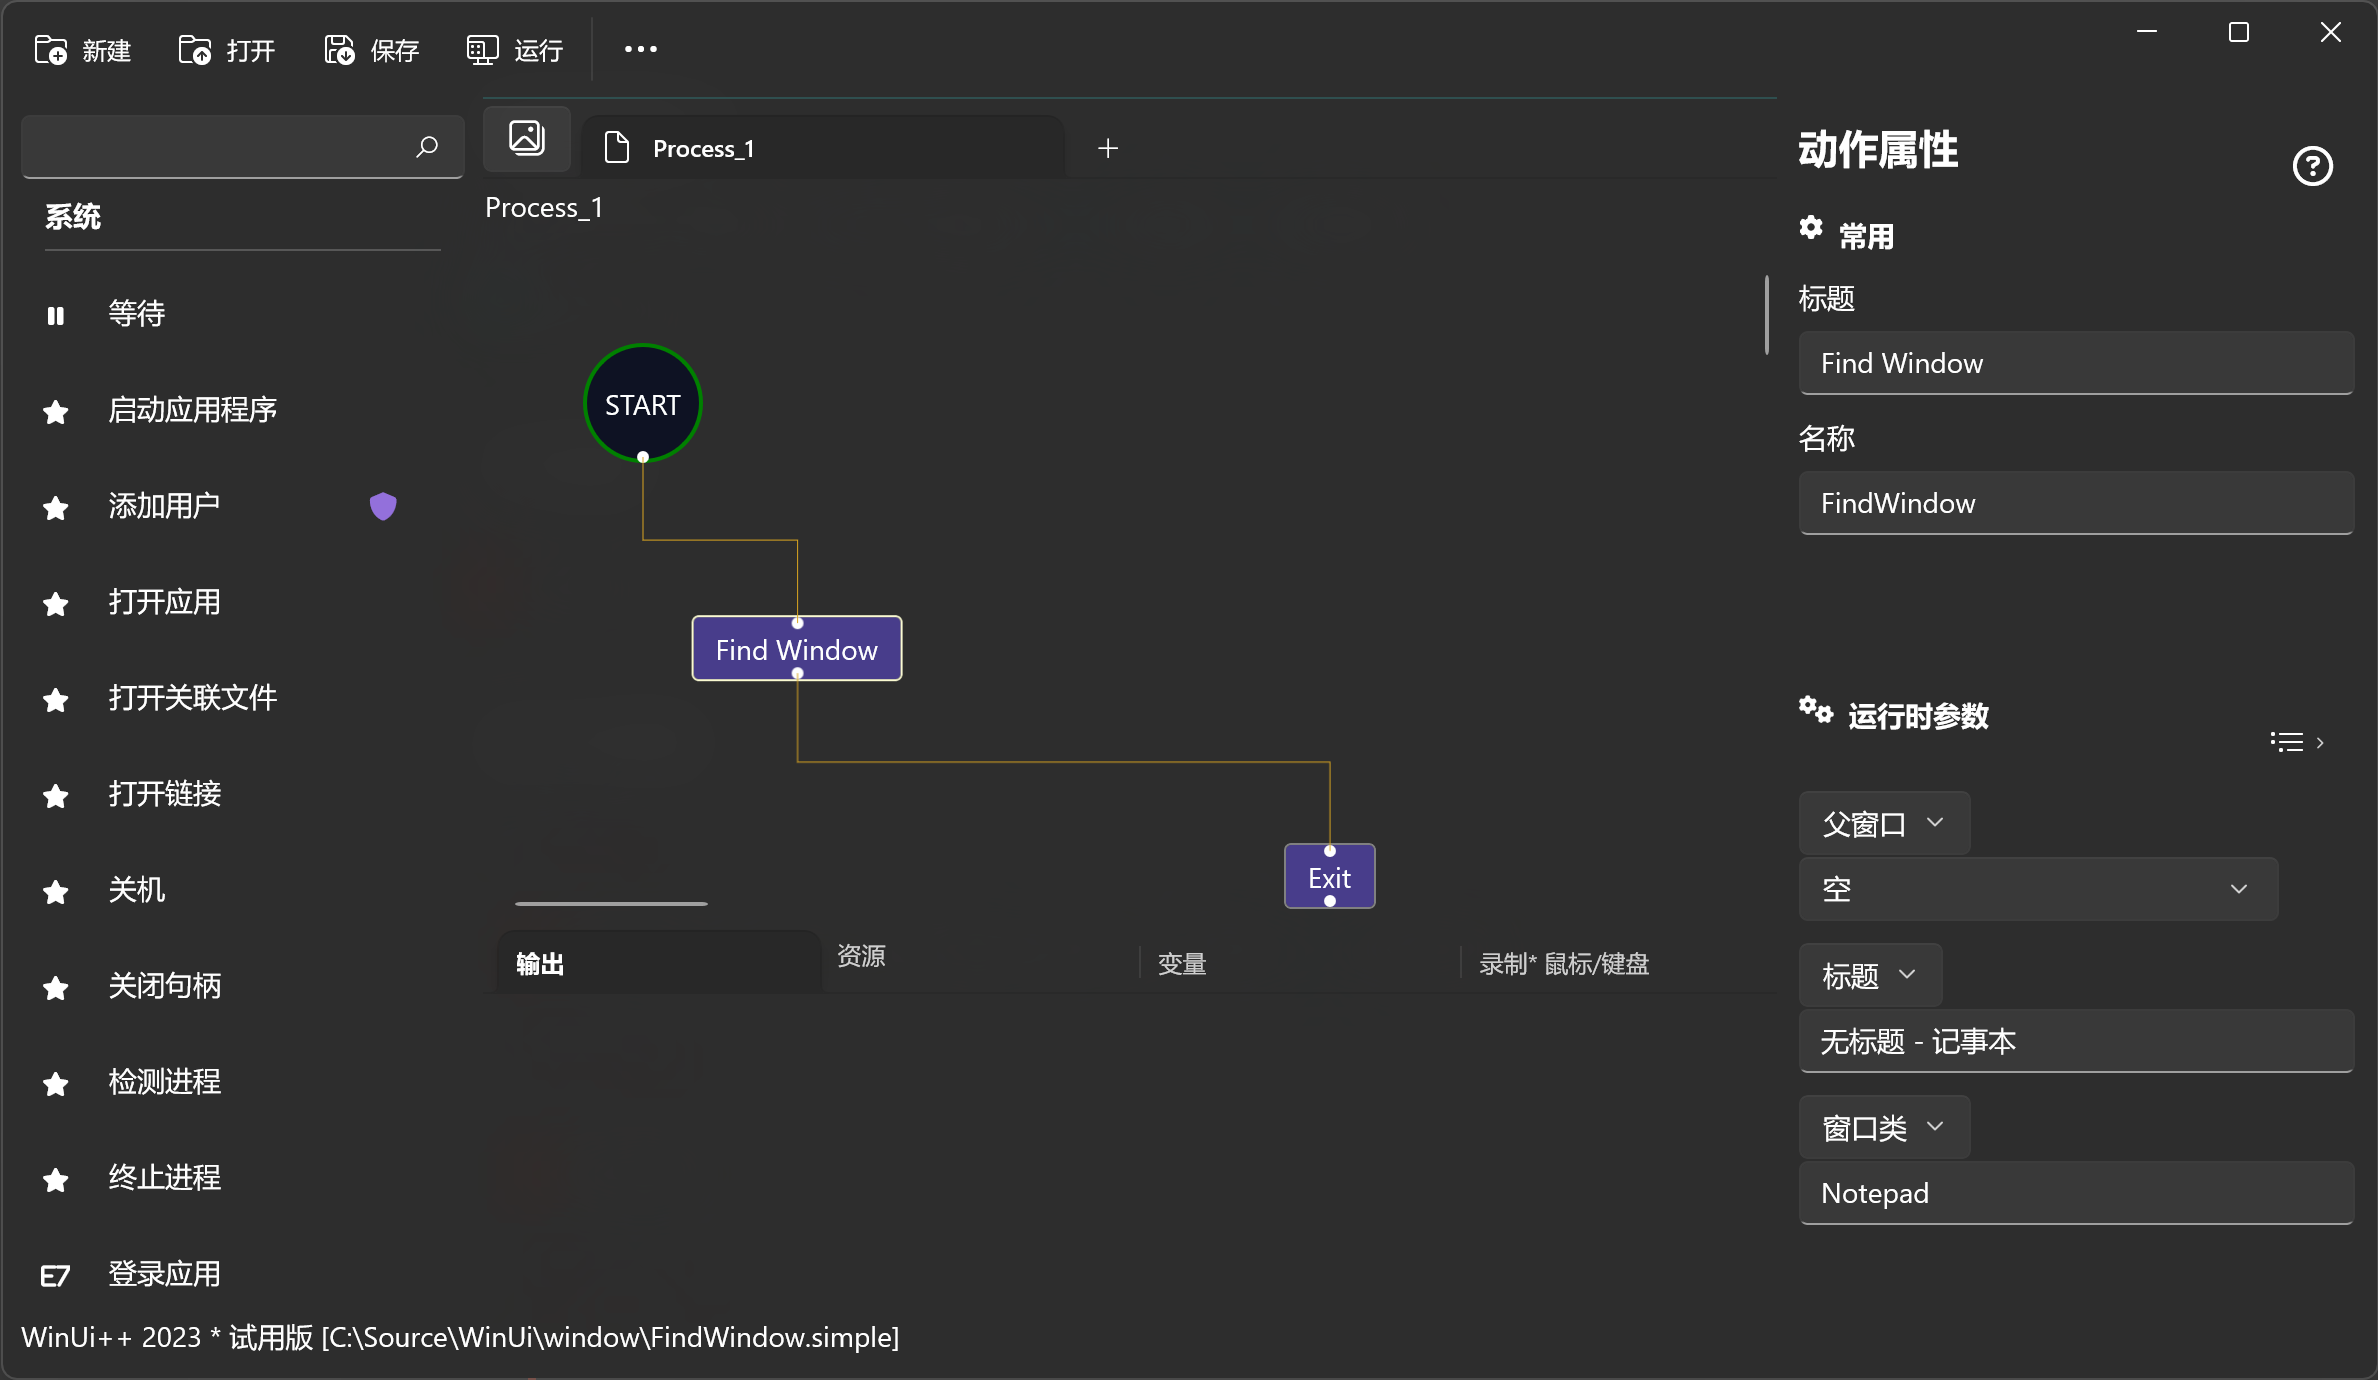 新建
打开
保存
运行
系统
等待
启动应用程序
添加用户
打开应用
打开关联文件
打开链接
关机
关闭句柄
检测进程
终止进程
登录应用
Process_1
Process_1
START
Find Window
Exit
输出
资源
变量
录制* 鼠标/键盘
动作属性
常用
标题
Find Window
名称
FindWindow
运行时参数
父窗口
空
标题
无标题 - 记事本
窗口类
Notepad
WinUi++ 2023 * 试用版 [C:\Source\WinUi\window\FindWindow.simple]